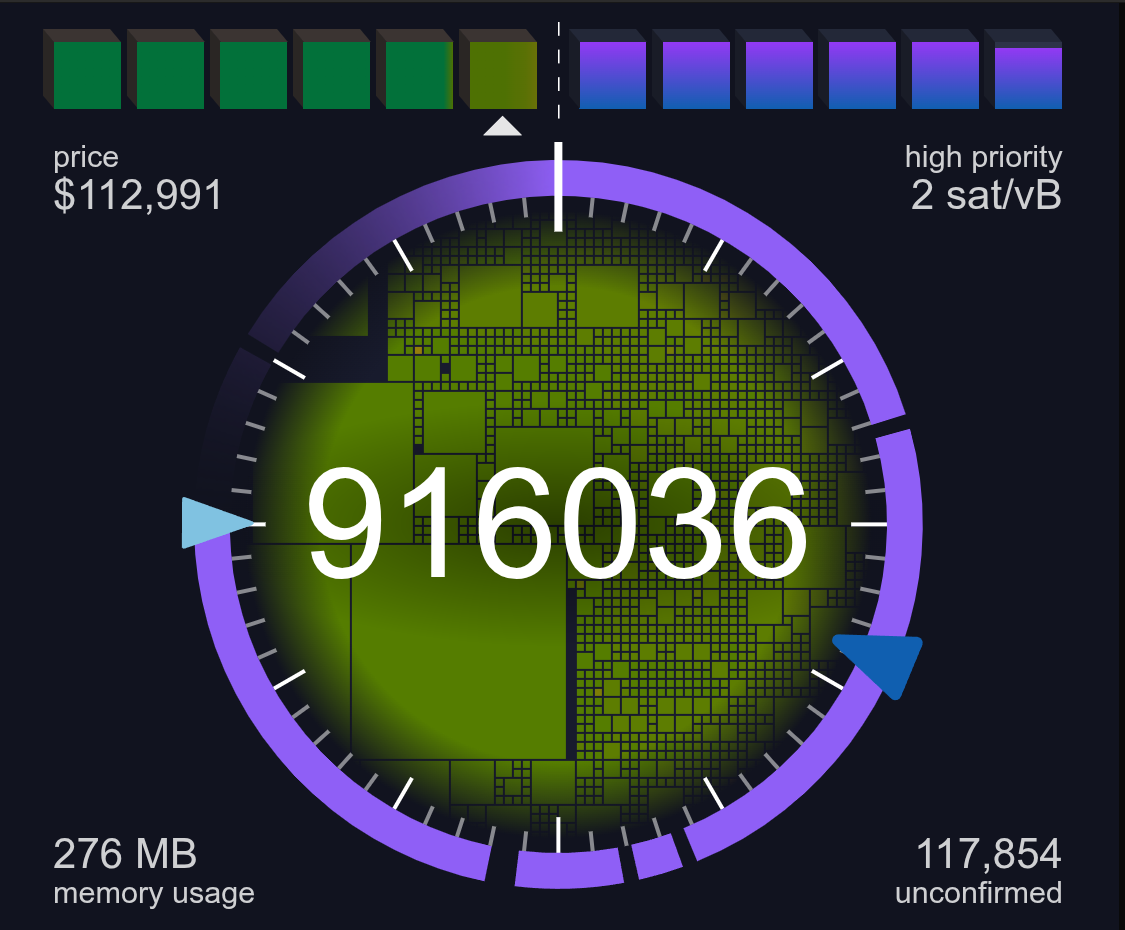 price
$112,991
high priority
2 sat/vB
916036
276 MB
memory usage
117,854
unconfirmed